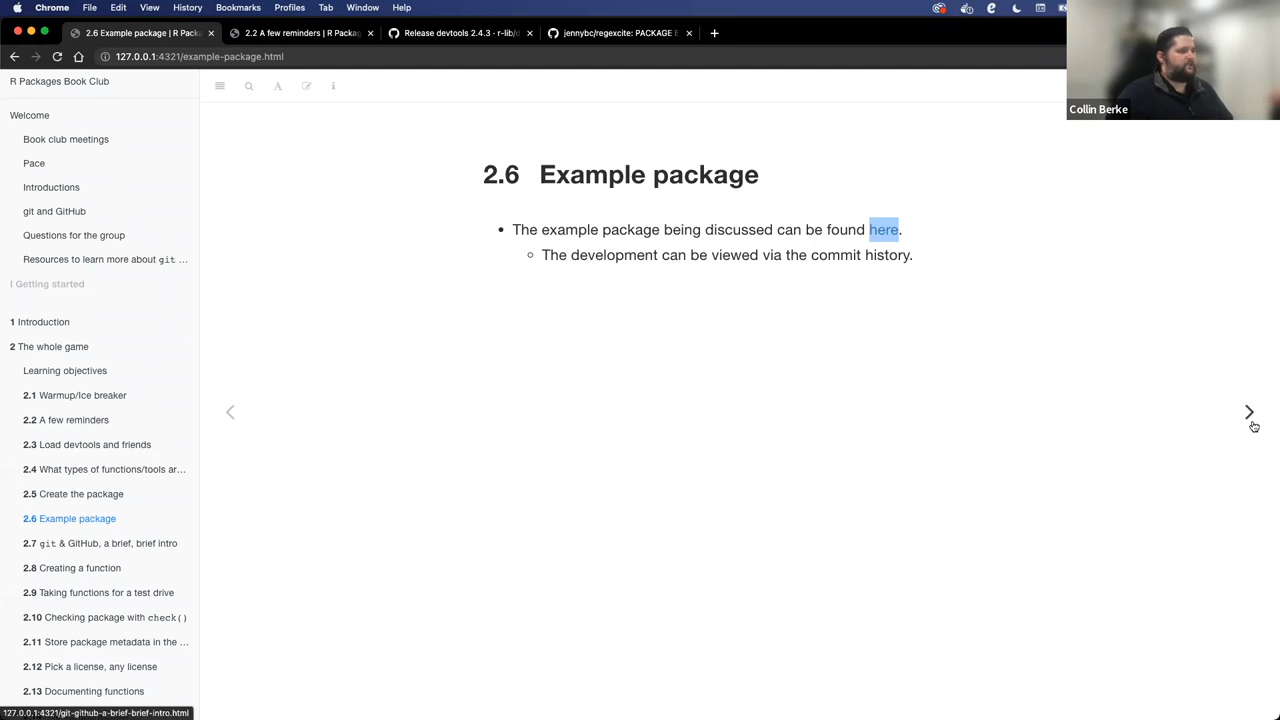 Chrome File Edit View History Bookmarks Profiles Tab Window Help
2.6 Example package | R Packa
2.2 A few reminders | R Packag
Release devtools 2.4.3 · r-lib/d
jennybc/regexcite: PACKAGE E
127.0.0.1:4321/example-package.html
R Packages Book Club
Collin Berke
Welcome
Book club meetings
Pace
Introductions
git and GitHub
Questions for the group
Resources to learn more about git ...
I Getting started
1 Introduction
2 The whole game
Learning objectives
2.1 Warmup/Ice breaker
2.2 A few reminders
2.3 Load devtools and friends
2.4 What types of functions/tools ar...
2.5 Create the package
2.6 Example package
2.7 git & GitHub, a brief, brief intro
2.8 Creating a function
2.9 Taking functions for a test drive
2.10 Checking package with check()
2.11 Store package metadata in the ...
2.12 Pick a license, any license
2.13 Documenting functions
127.0.0.1:4321/git-github-a-brief-brief-intro.html
2.6 Example package
• The example package being discussed can be found here.
○ The development can be viewed via the commit history.